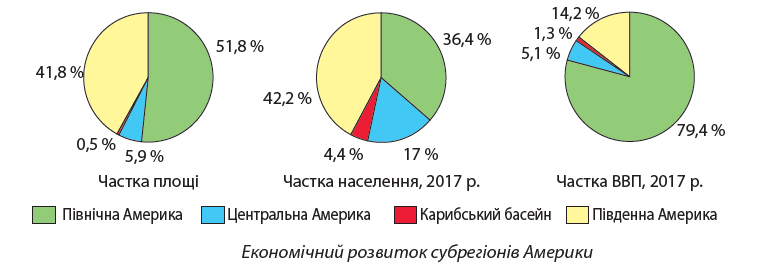 51,8 %
41,8 %
0,5 %
5,9 %
Частка площі
36,4 %
42,2 %
4,4 %
17 %
Частка населення, 2017 р.
14,2 %
1,3 %
5,1 %
79,4 %
Частка ВВП, 2017 р.
Північна Америка
Центральна Америка
Карибський басейн
Південна Америка
Економічний розвиток субрегіонів Америки